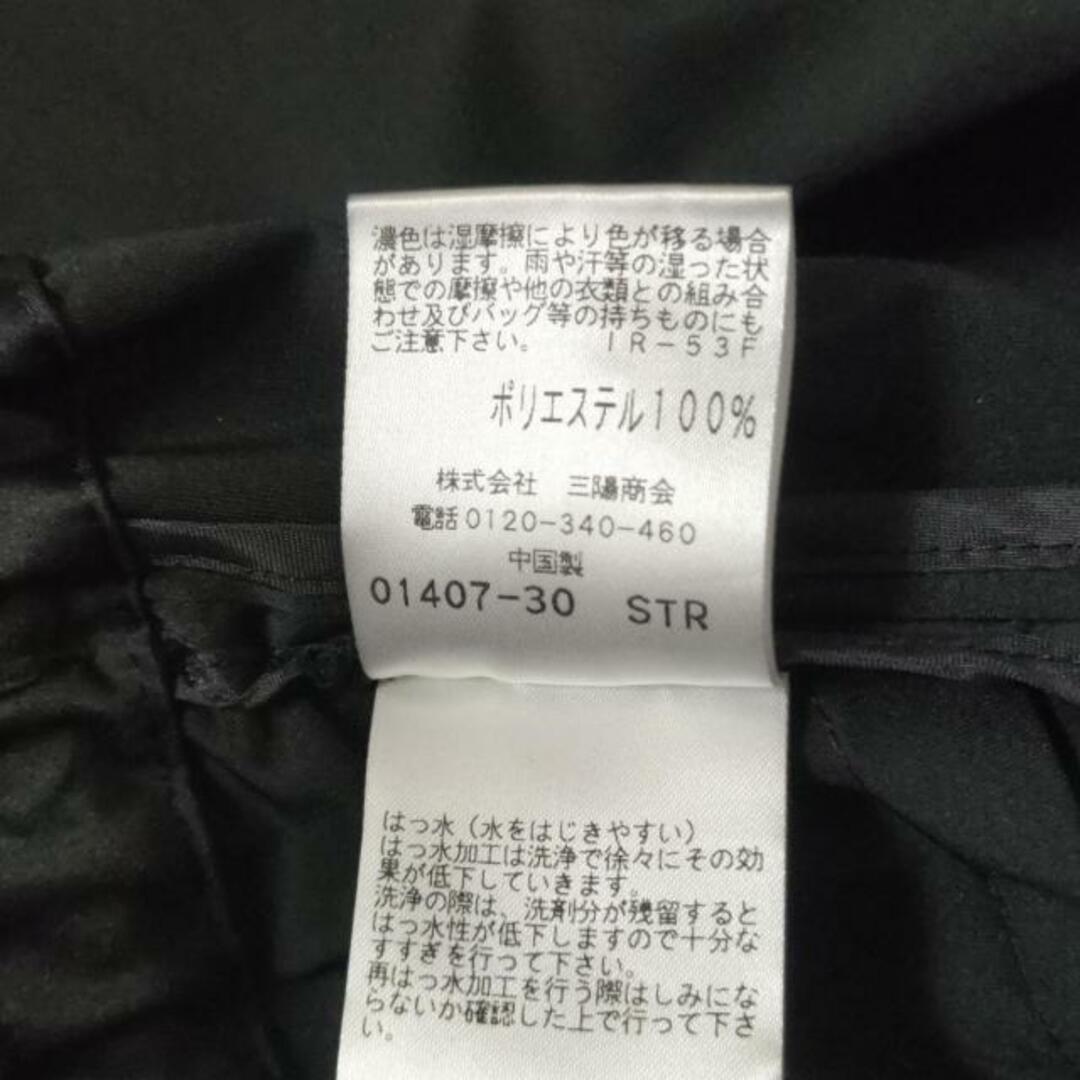 濃色は湿摩擦により色が移る場合
があります。雨や汗等の湿った状
態での摩擦や他の衣類との組み合
わせ及びバッグ等の持ちものにも
ご注意下さい。　ＩＲ－５３Ｆ
ポリエステル100%
株式会社　三陽商会
電話0120-340-460
中国製
01407-30 STR
はっ水（水をはじきやすい）
はっ水加工は洗浄で徐々にその効
果が低下していきます。
洗浄の際は、洗剤分が残留すると
はっ水性が低下しますので十分な
すすぎを行って下さい。
再はっ水加工を行う際はしみにな
らないか確認した上で行って下さ
い。